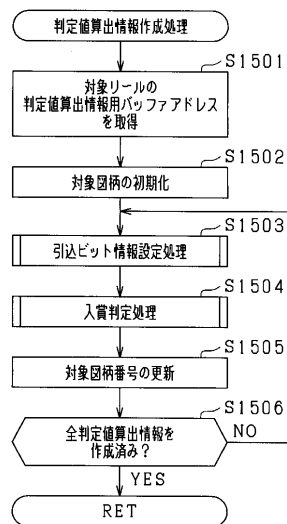 判定値算出情報作成処理
S1501
対象リールの
判定値算出情報用バッファアドレス
を取得
S1502
対象図柄の初期化
S1503
引込ビット情報設定処理
S1504
入賞判定処理
S1505
対象図柄番号の更新
S1506
全判定値算出情報を
作成済み?
NO
YES
RET